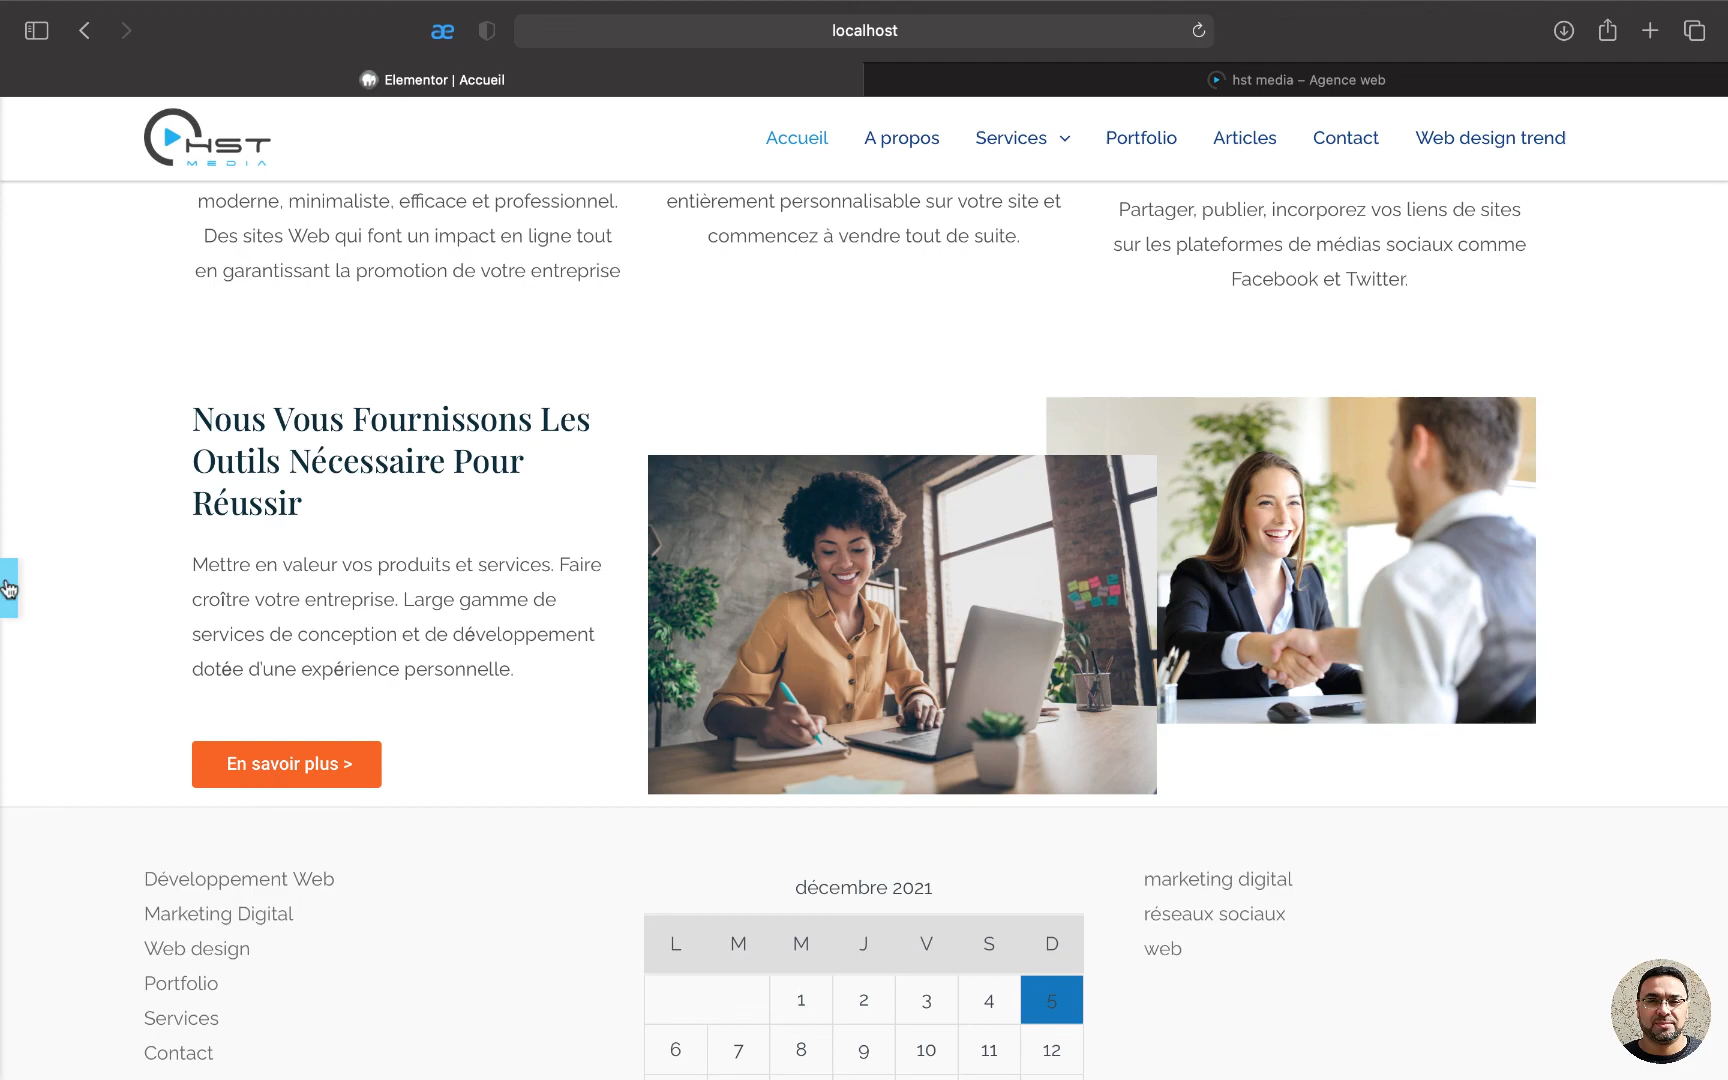 æ
localhost
Elementor | Accueil
hst media – Agence web
HST
MEDIA
Accueil
A propos
Services
Portfolio
Articles
Contact
Web design trend
moderne, minimaliste, efficace et professionnel.
Des sites Web qui font un impact en ligne tout
en garantissant la promotion de votre entreprise
entièrement personnalisable sur votre site et
commencez à vendre tout de suite.
Partager, publier, incorporez vos liens de sites
sur les plateformes de médias sociaux comme
Facebook et Twitter.
Nous Vous Fournissons Les
Outils Nécessaire Pour
Réussir
Mettre en valeur vos produits et services. Faire
croître votre entreprise. Large gamme de
services de conception et de développement
dotée d'une expérience personnelle.
En savoir plus >
Développement Web
Marketing Digital
Web design
Portfolio
Services
Contact
décembre 2021
L M M J V S D
1 2 3 4 5
6 7 8 9 10 11 12
marketing digital
réseaux sociaux
web